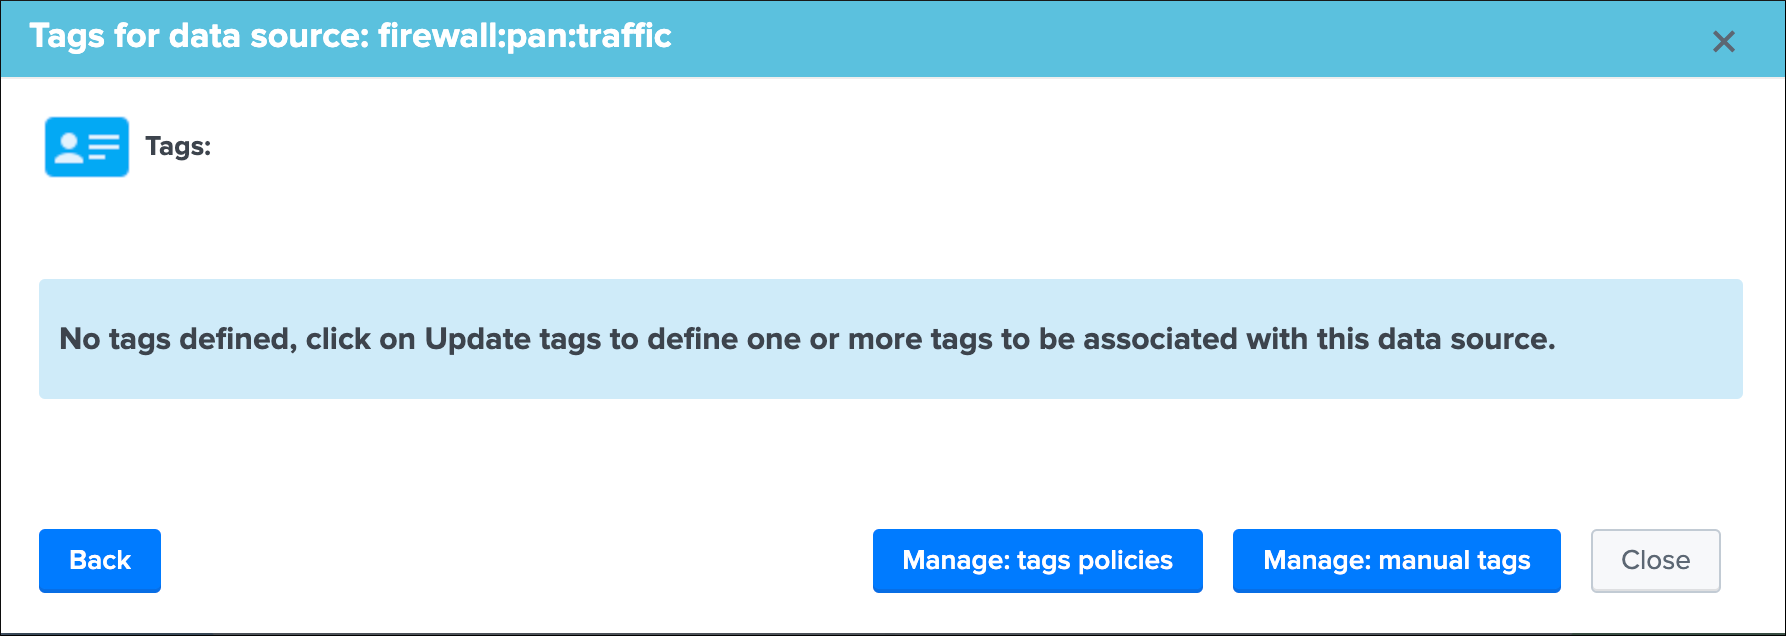 Tags for data source: firewall:pan:traffic
Tags:
No tags defined, click on Update tags to define one or more tags to be associated with this data source.
Back
Manage: tags policies
Manage: manual tags
Close